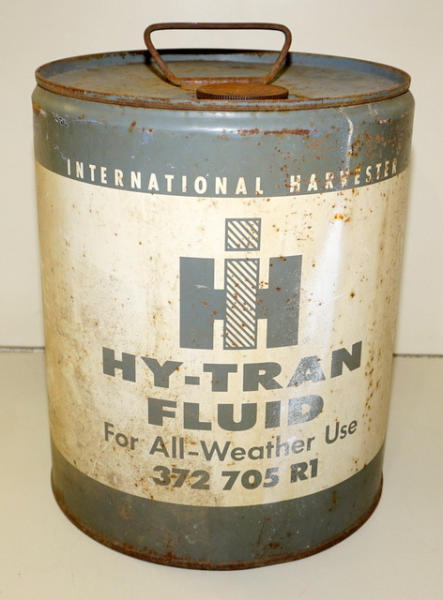 INTERNATIONAL HARVESTER
IH
HY-TRAN
FLUID
For All-Weather Use
372 705 R1